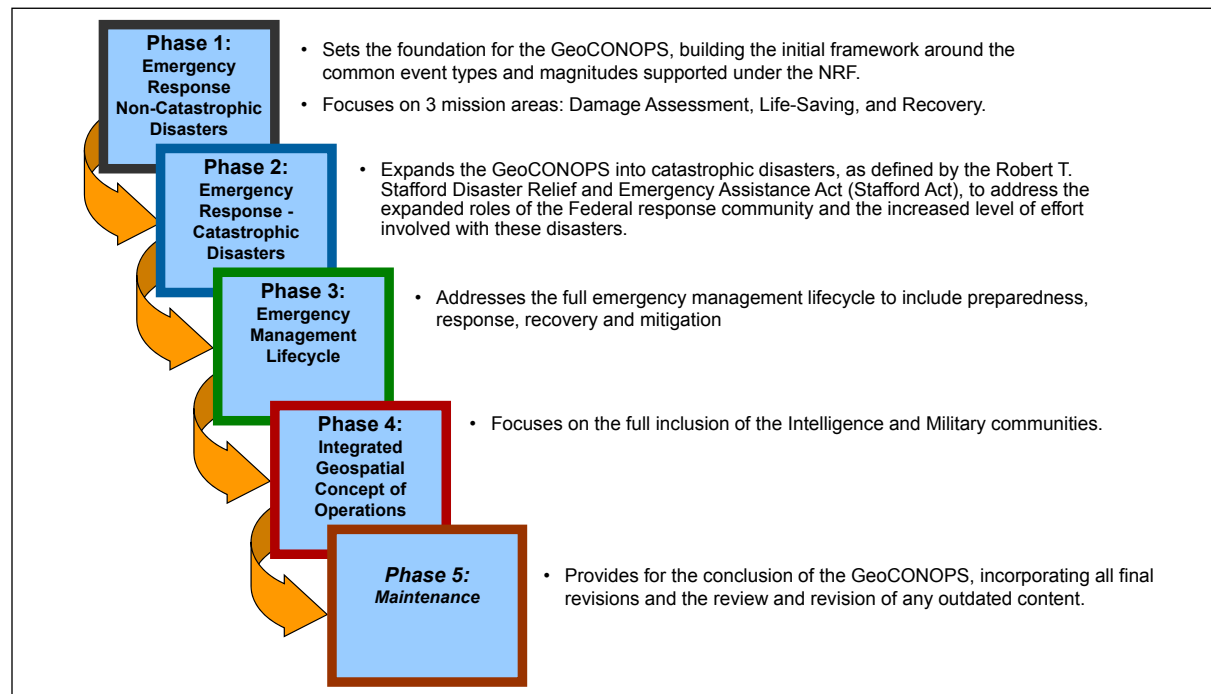 Phase 1:
Emergency
Response
Non-Catastrophic
Disasters
• Sets the foundation for the GeoCONOPS, building the initial framework around the
common event types and magnitudes supported under the NRF.
• Focuses on 3 mission areas: Damage Assessment, Life-Saving, and Recovery.
Phase 2:
Emergency
Response -
Catastrophic
Disasters
• Expands the GeoCONOPS into catastrophic disasters, as defined by the Robert T.
Stafford Disaster Relief and Emergency Assistance Act (Stafford Act), to address the
expanded roles of the Federal response community and the increased level of effort
involved with these disasters.
Phase 3:
Emergency
Management
Lifecycle
• Addresses the full emergency management lifecycle to include preparedness,
response, recovery and mitigation
Phase 4:
Integrated
Geospatial
Concept of
Operations
• Focuses on the full inclusion of the Intelligence and Military communities.
Phase 5:
Maintenance
• Provides for the conclusion of the GeoCONOPS, incorporating all final
revisions and the review and revision of any outdated content.